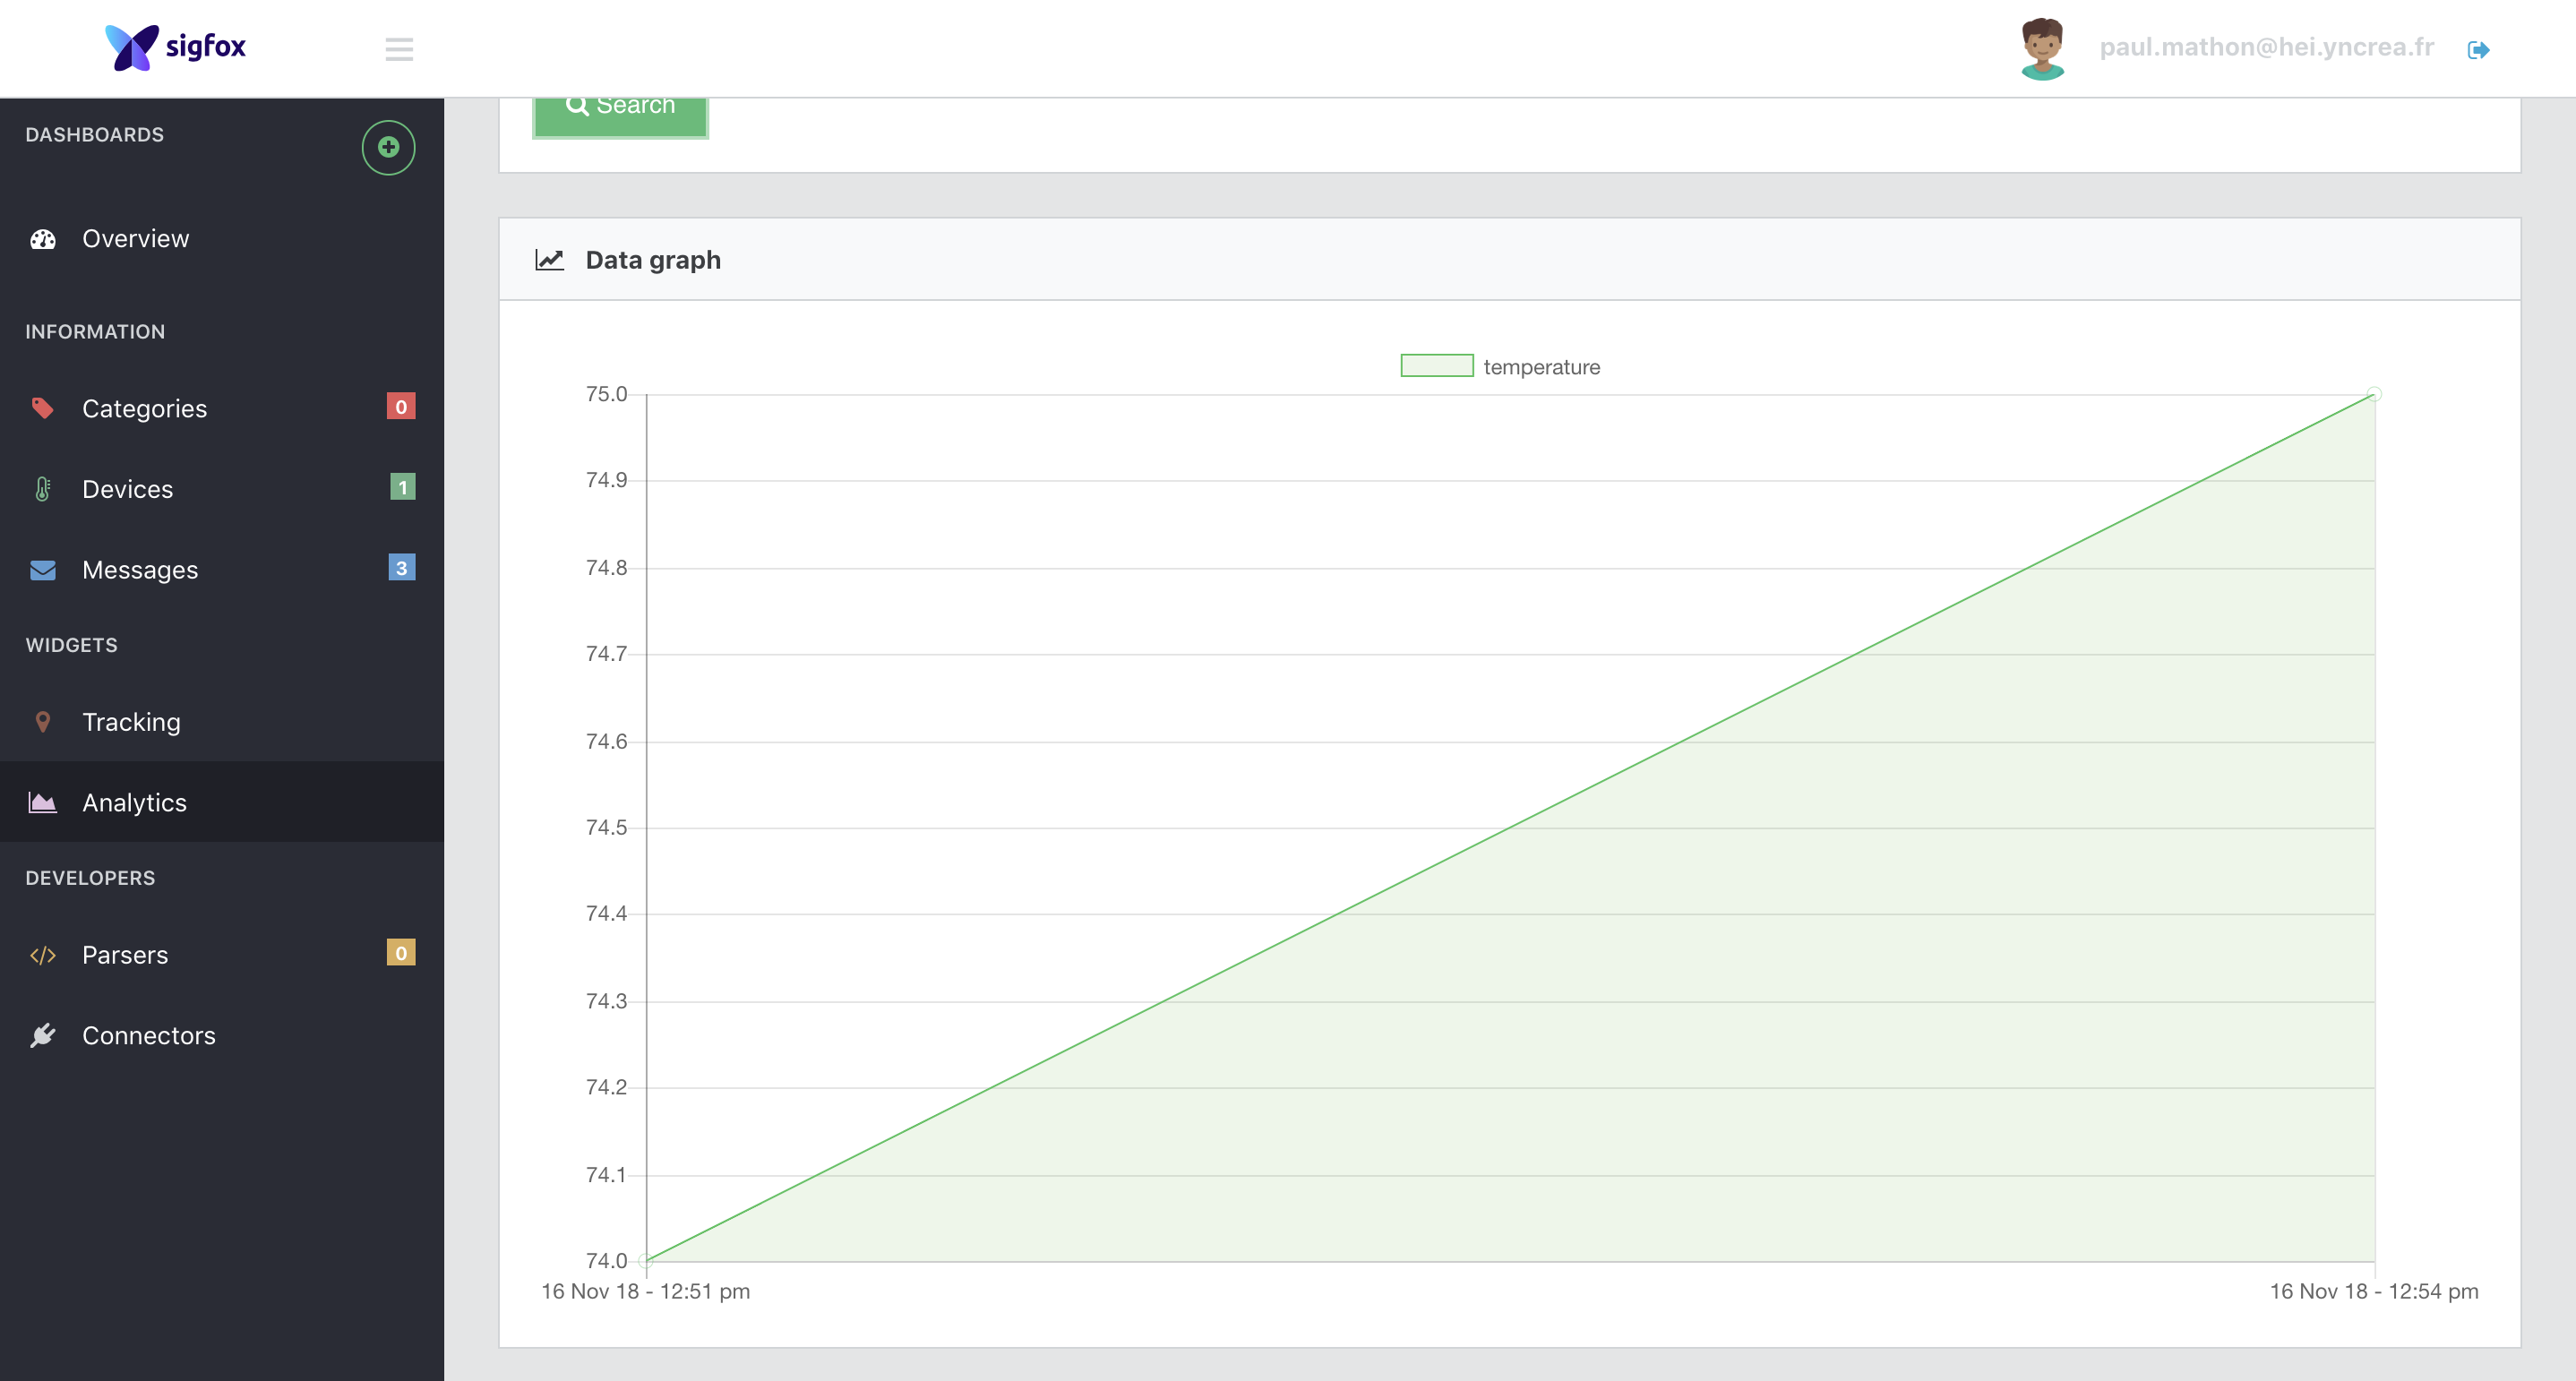 sigfox
paul.mathon@hei.yncrea.fr
DASHBOARDS
Overview
INFORMATION
Categories 0
Devices 1
Messages 3
WIDGETS
Tracking
Analytics
DEVELOPERS
Parsers 0
Connectors
Search
Data graph
temperature
75.0
74.9
74.8
74.7
74.6
74.5
74.4
74.3
74.2
74.1
74.0
16 Nov 18 - 12:51 pm
16 Nov 18 - 12:54 pm